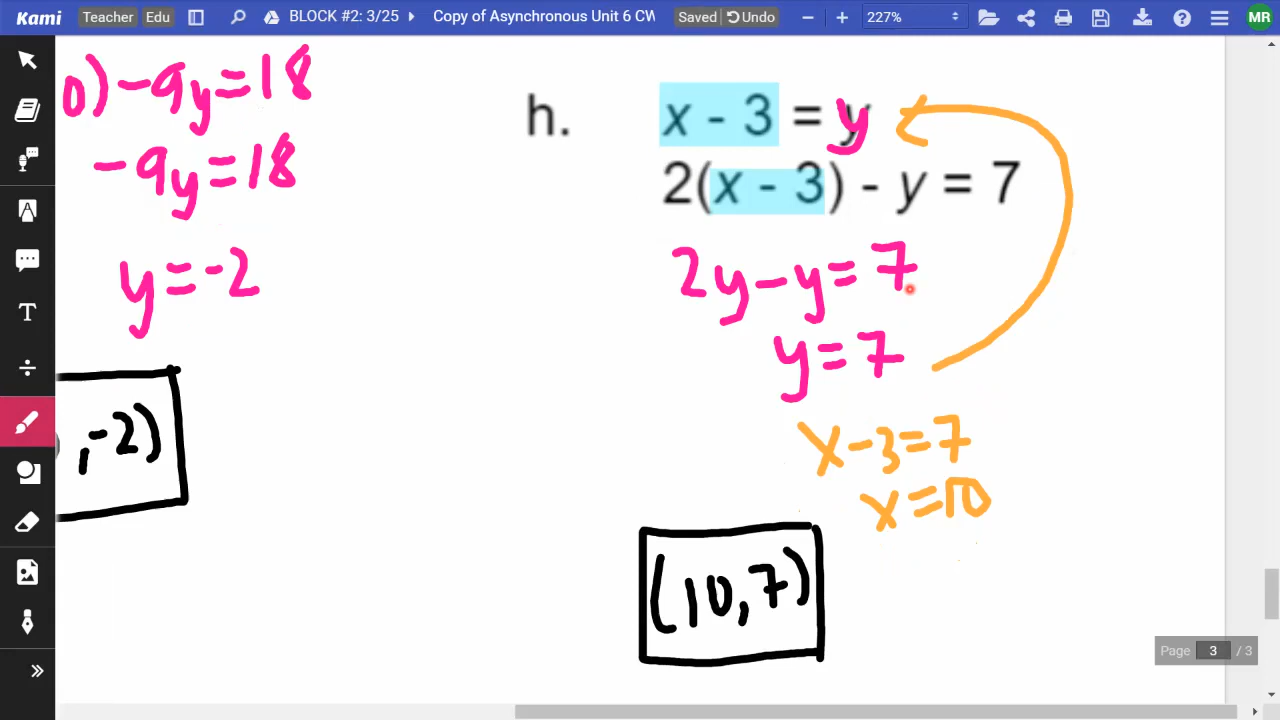 Kami Teacher Edu BLOCK #2: 3/25 Copy of Asynchronous Unit 6 CW Saved Undo 227% MR
0) -9y=18
-9y=18
y=-2
,-2)
h. x - 3 = y
2(x - 3) - y = 7
2y-y=7
y=7
x-3=7
x=10
(10,7)
Page 3 / 3